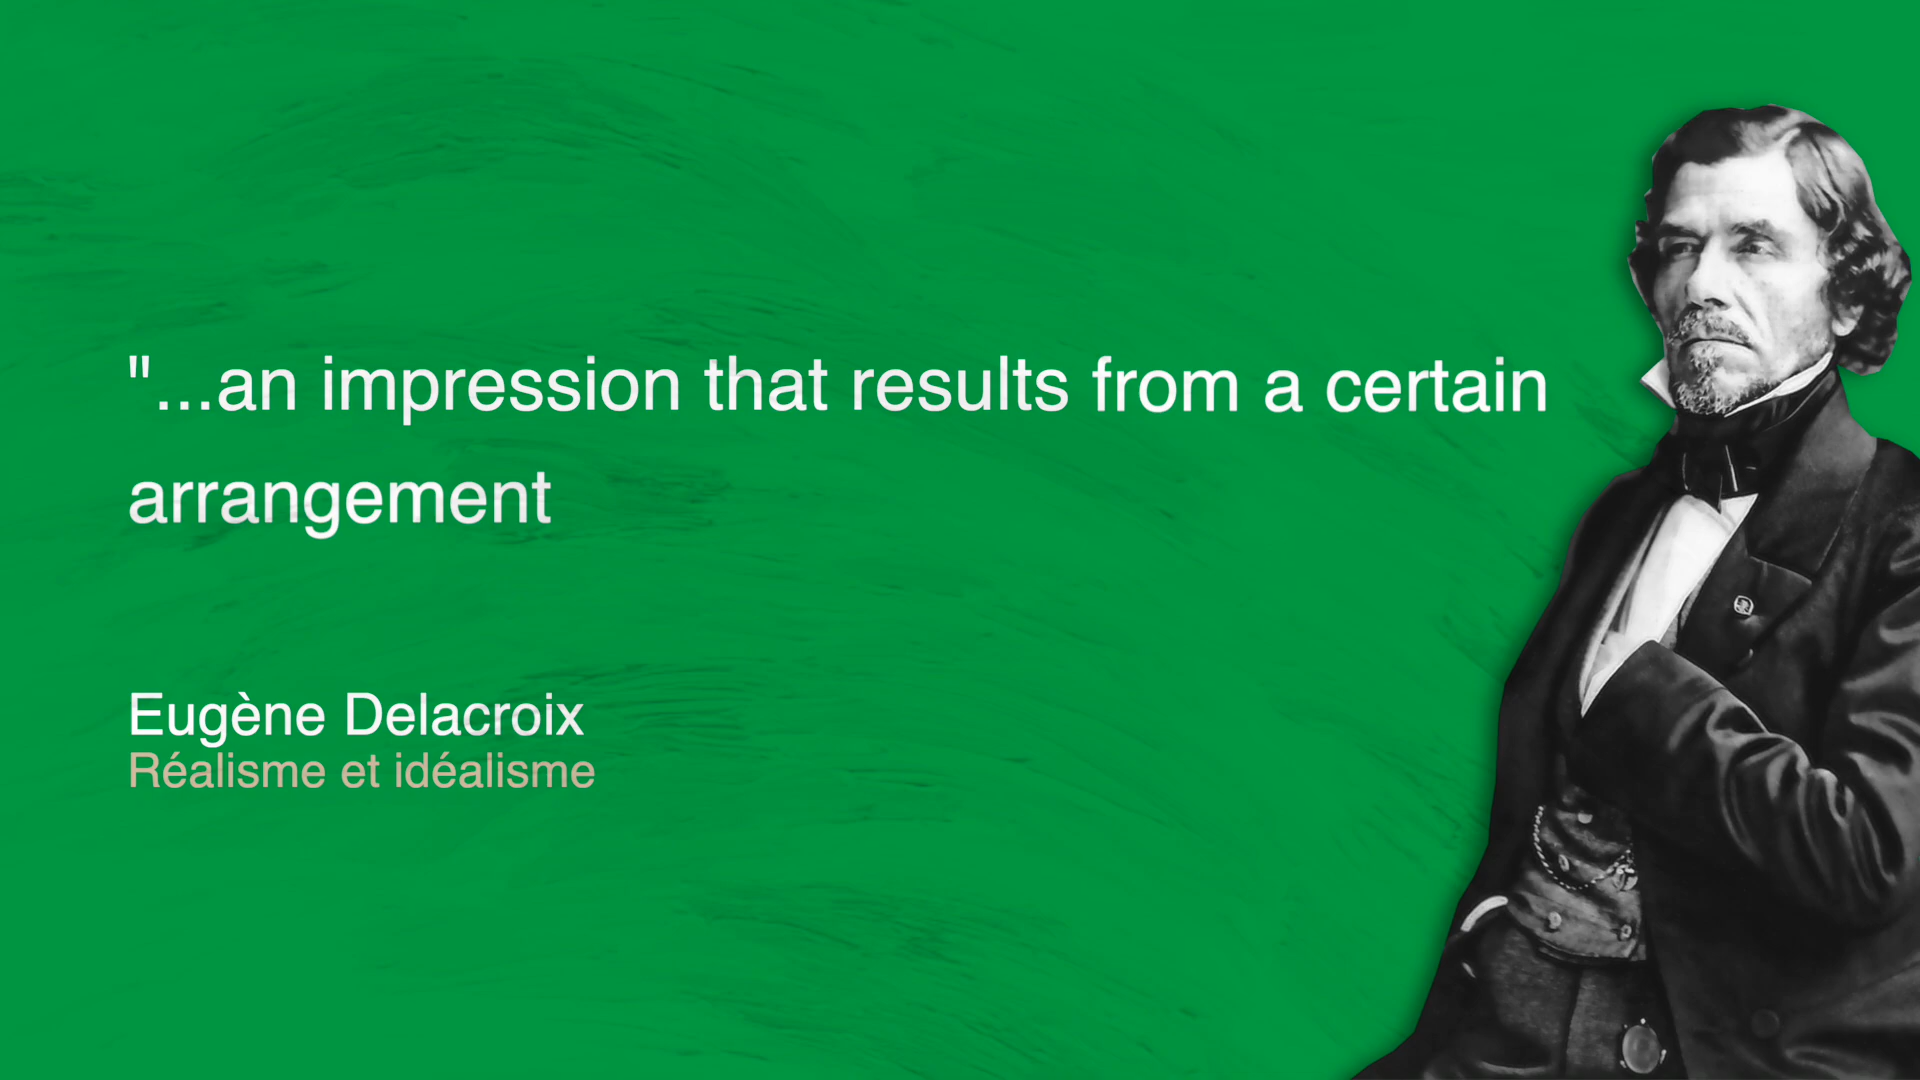 "...an impression that results from a certain
arrangement
Eugène Delacroix
Réalisme et idéalisme